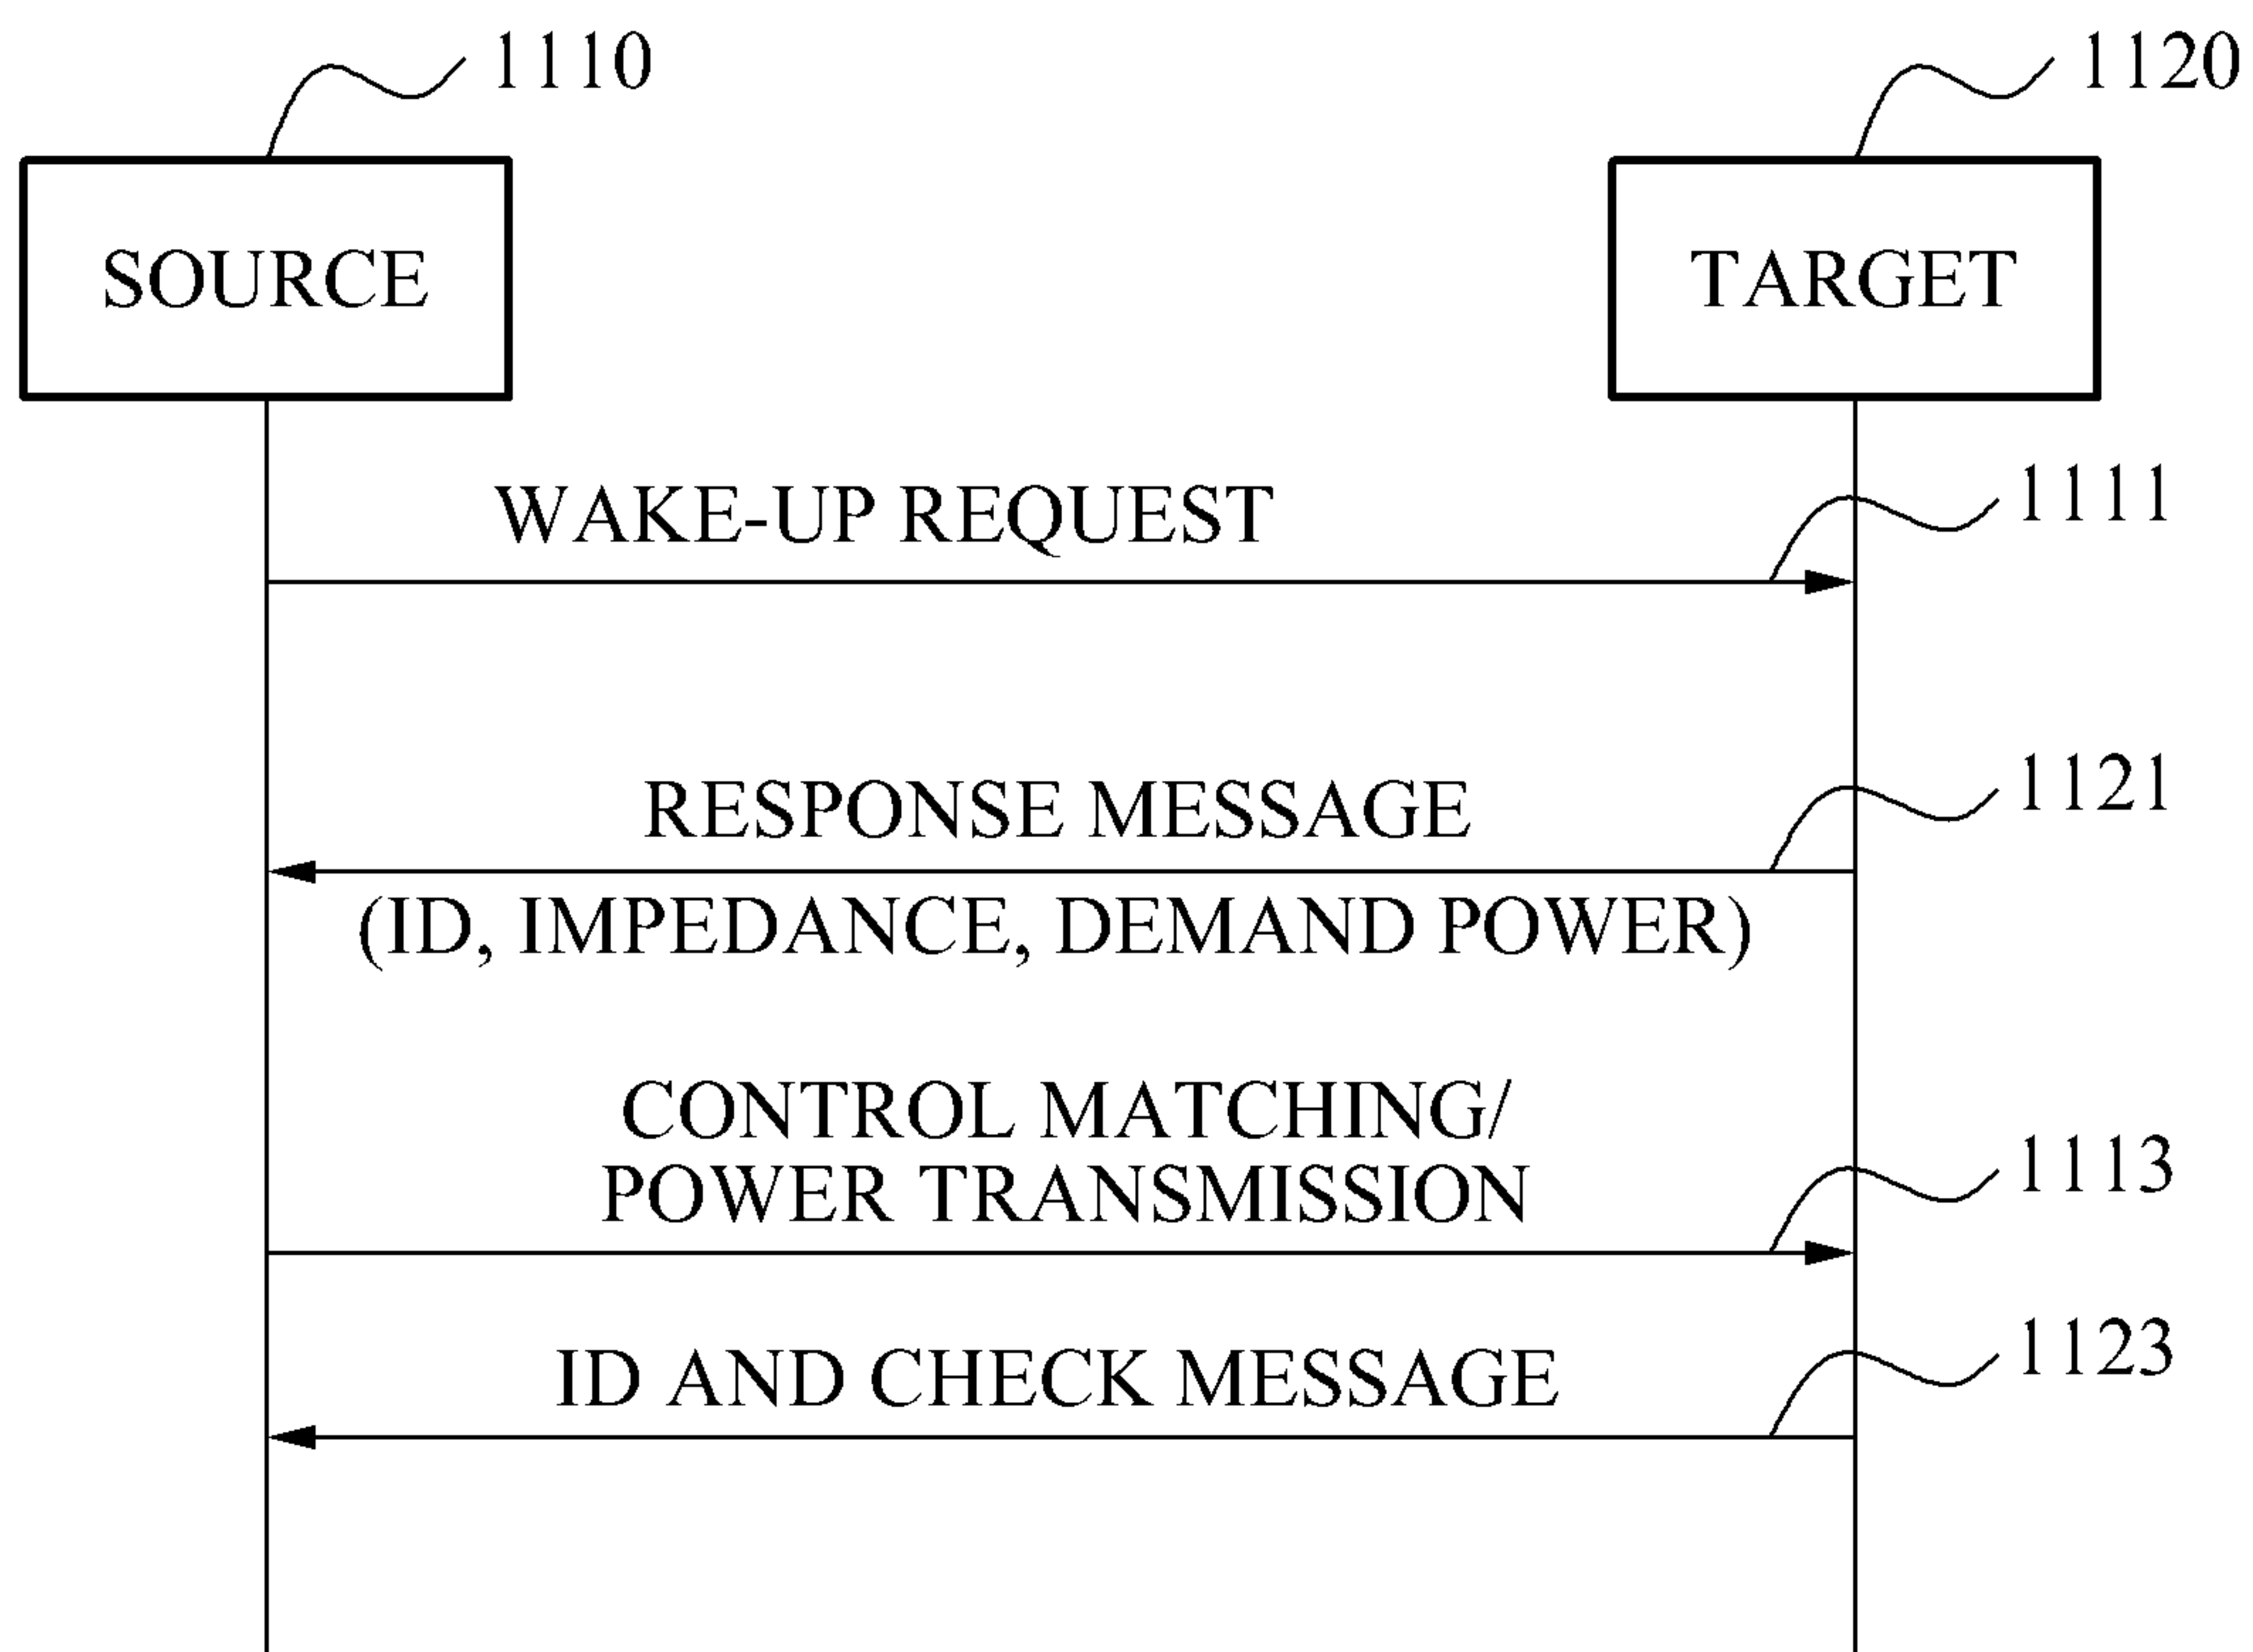 1110
1120
SOURCE
TARGET
WAKE-UP REQUEST
1111
RESPONSE MESSAGE
1121
(ID, IMPEDANCE, DEMAND POWER)
CONTROL MATCHING/
POWER TRANSMISSION
1113
ID AND CHECK MESSAGE
1123